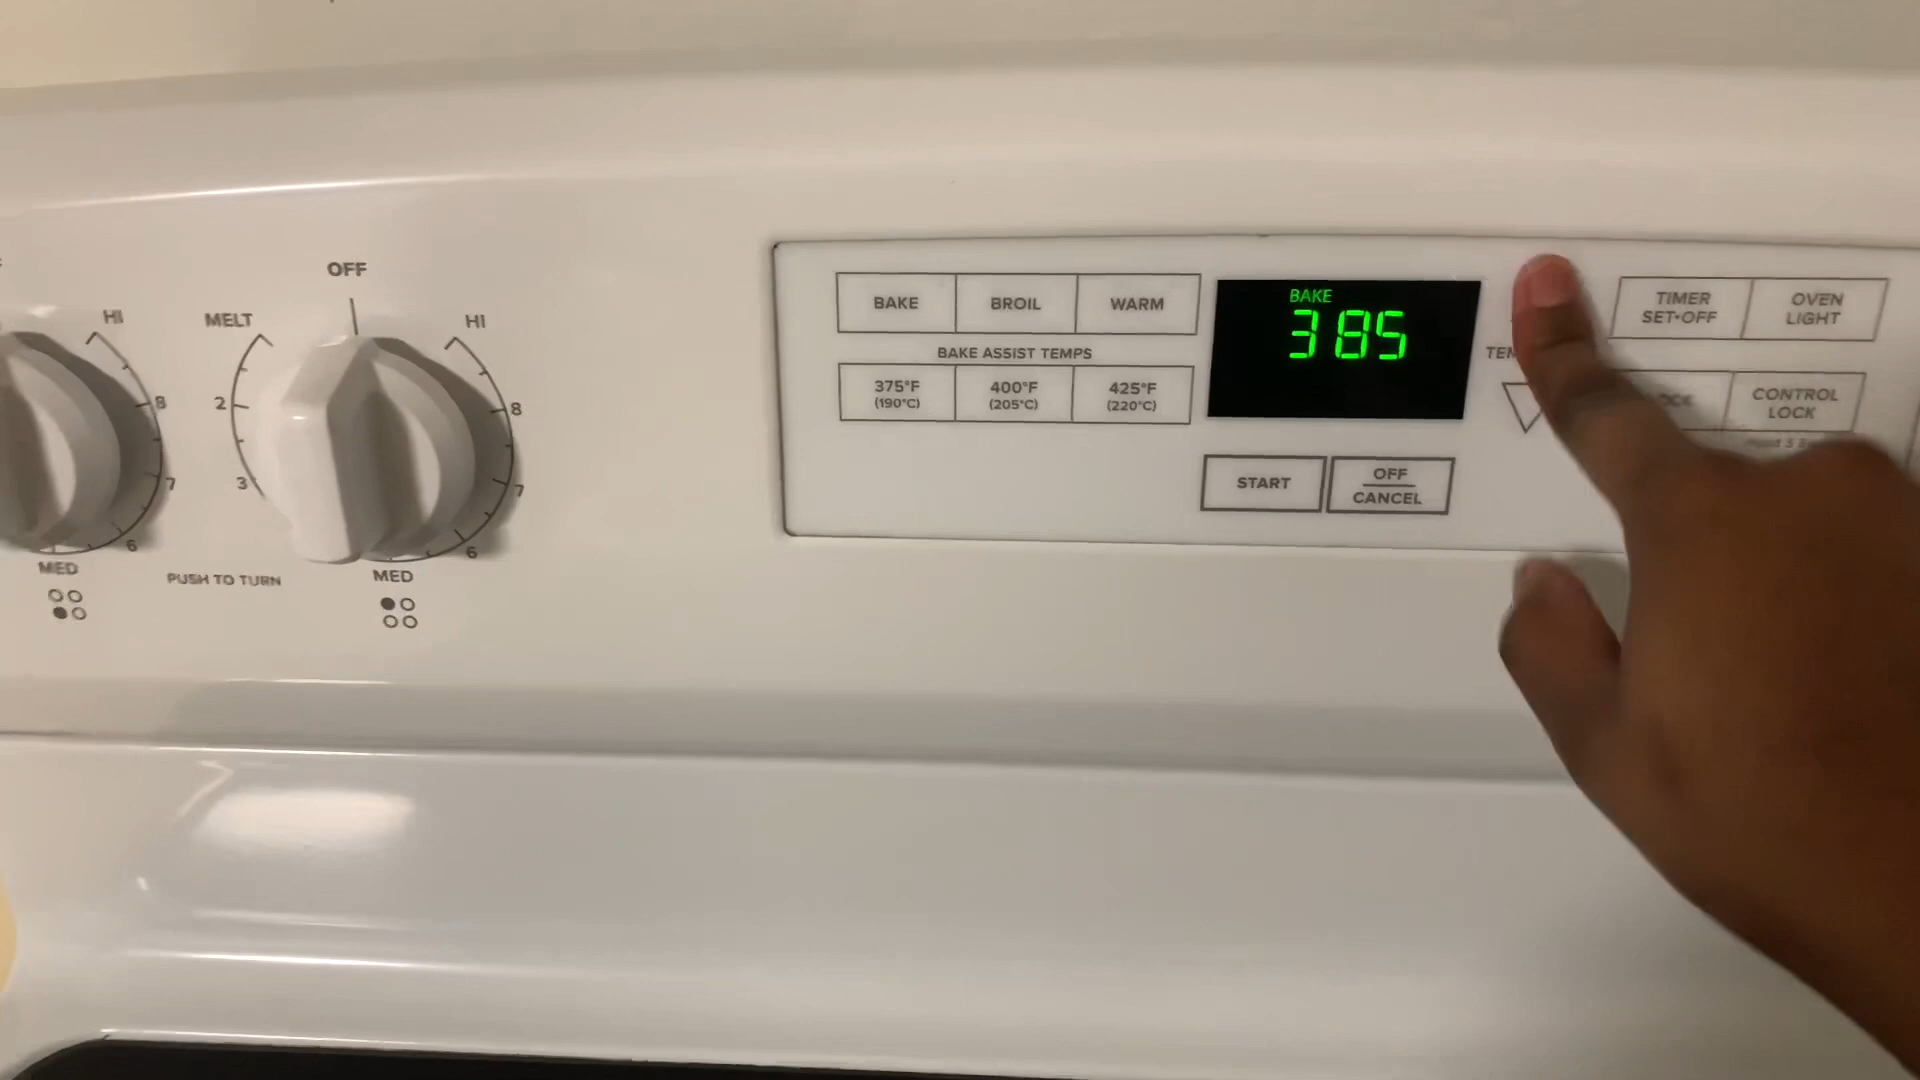 HI
8
7
6
MED
PUSH TO TURN
OFF
MELT
HI
2
8
3
7
6
MED
BAKE
BROIL
WARM
BAKE ASSIST TEMPS
375°F
(190°C)
400°F
(205°C)
425°F
(220°C)
BAKE
385
START
OFF
CANCEL
TIMER
SET•OFF
OVEN
LIGHT
CONTROL
LOCK